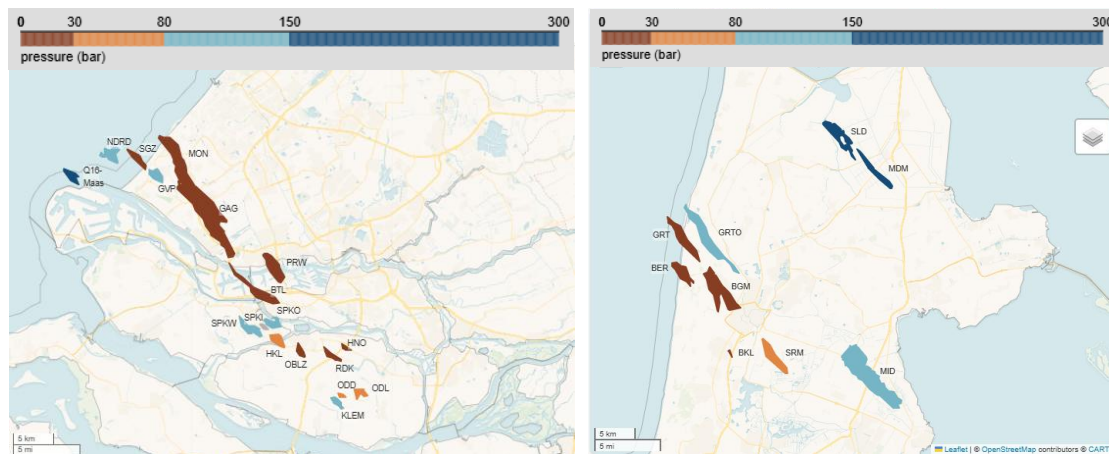 0 30 80 150 300
pressure (bar)
NDRD
SGZ
MON
Q16-
Maas
GVP
GAG
PRW
BTL
SPKO
SPKI
SPKW
HKL
OBLZ
HNO
RDK
ODD
ODL
KLEM
5 km
5 mi
0 30 80 150 300
pressure (bar)
SLD
MDM
GRT
GRTO
BER
BGM
BKL
SRM
MID
5 km
5 mi
Leaflet | © OpenStreetMap contributors © CART